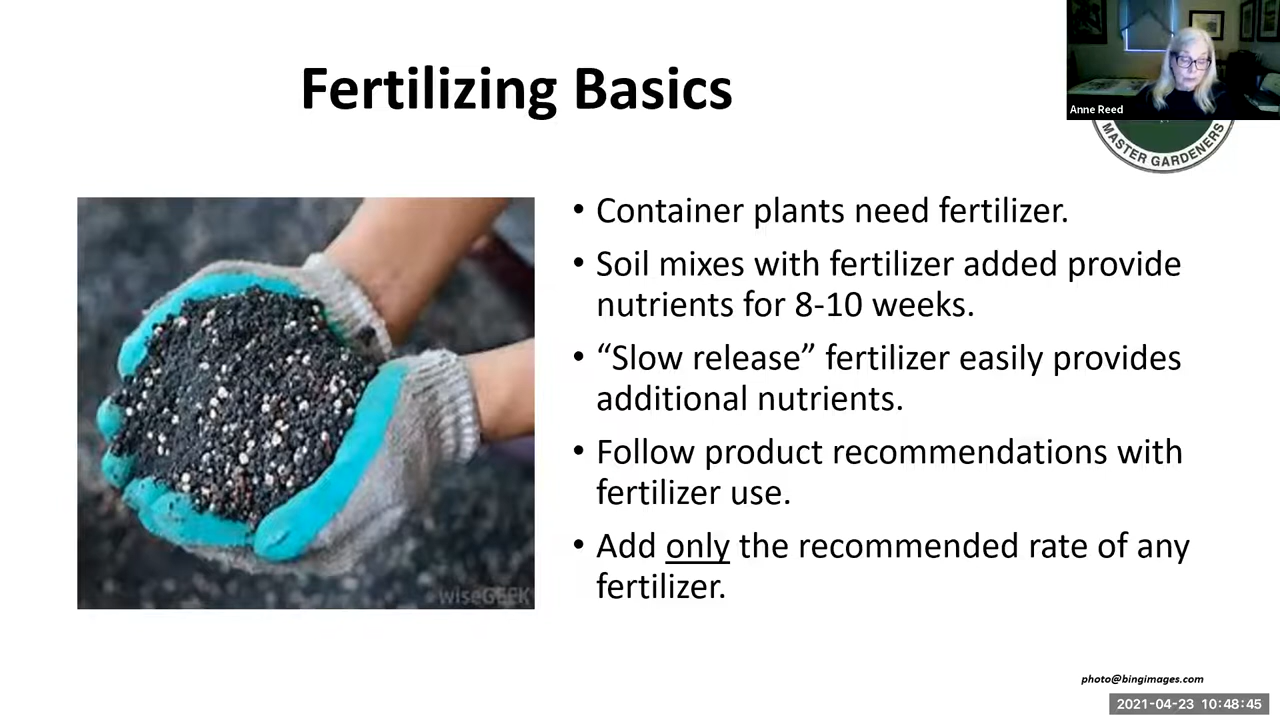 Fertilizing Basics
Anne Reed
MASTER GARDENERS
• Container plants need fertilizer.
• Soil mixes with fertilizer added provide
nutrients for 8-10 weeks.
• “Slow release” fertilizer easily provides
additional nutrients.
• Follow product recommendations with
fertilizer use.
• Add only the recommended rate of any
fertilizer.
wiseGEEK
photo@bingimages.com
2021-04-23 10:48:45